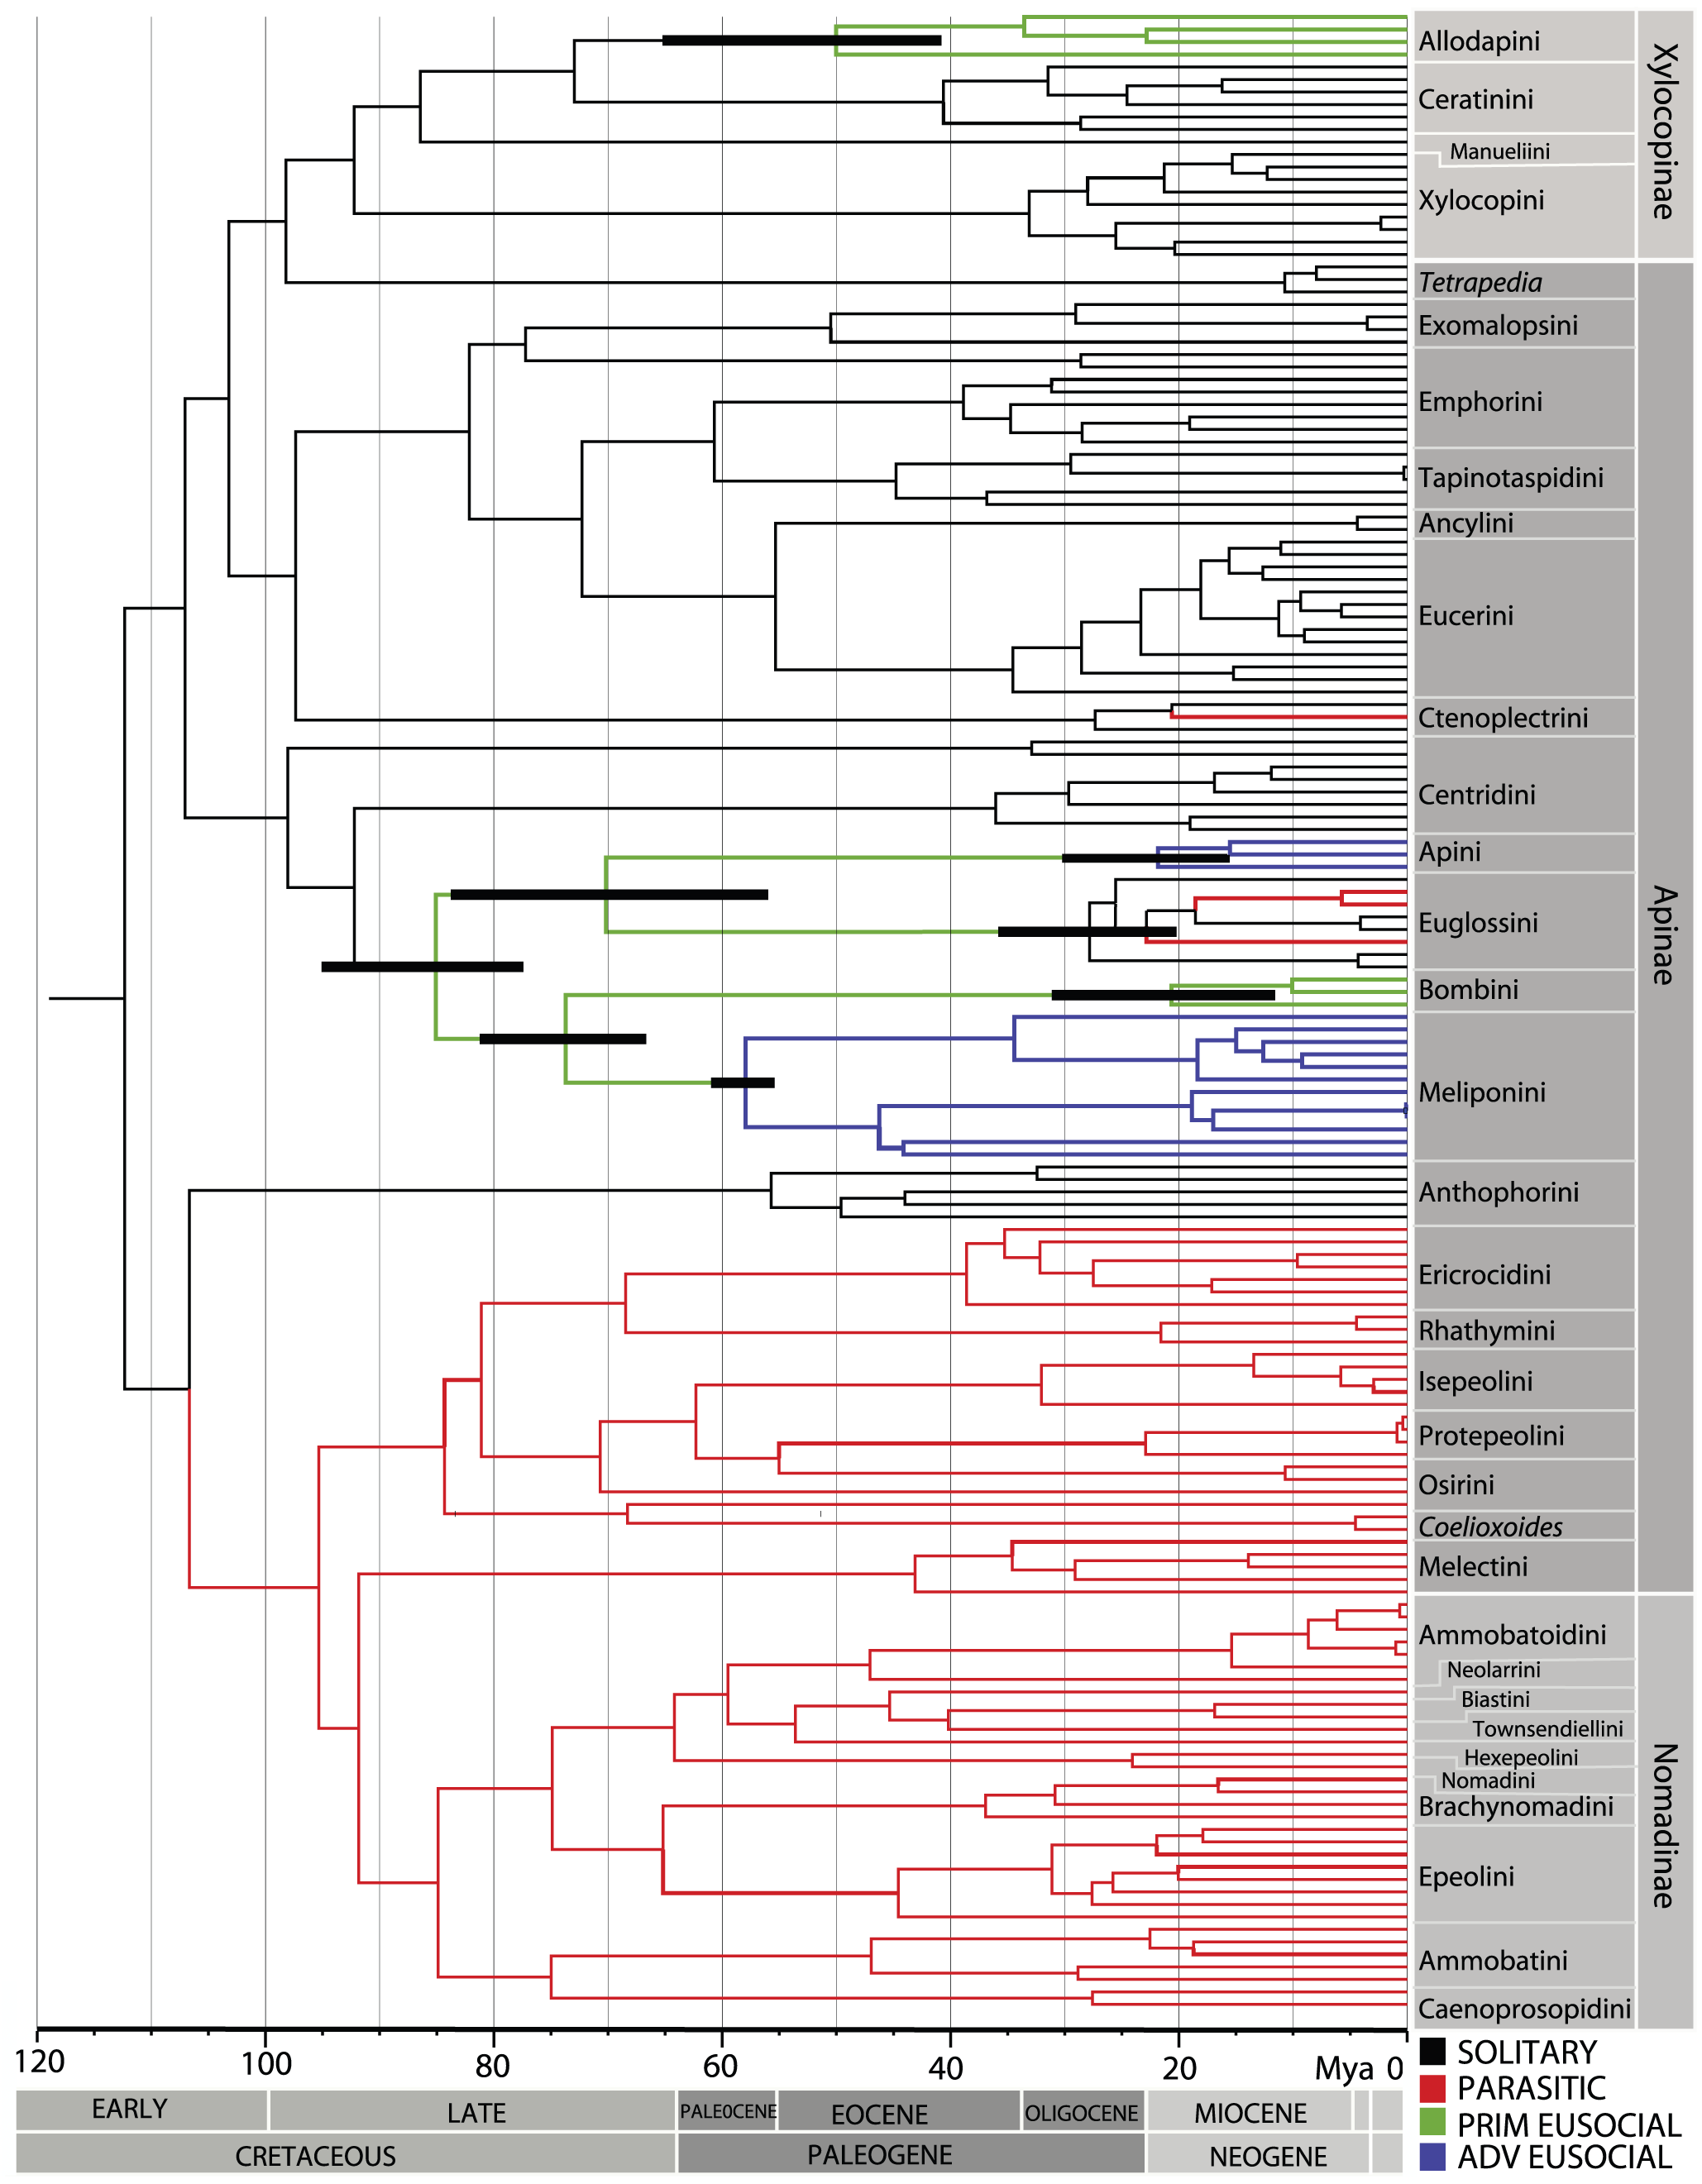 Allodapini
Ceratinini
Manueliini
Xylocopini
Xylocopinae
Tetrapedia
Exomalopsini
Emphorini
Tapinotaspidini
Ancylini
Eucerini
Ctenoplectrini
Centridini
Apini
Euglossini
Bombini
Meliponini
Anthophorini
Ericrocidini
Rhathymini
Isepeolini
Protepeolini
Osirini
Coelioxoides
Melectini
Apinae
Ammobatoidini
Neolarrini
Biastini
Townsendiellini
Hexepeolini
Nomadini
Brachynomadini
Epeolini
Ammobatini
Caenoprosopidini
Nomadinae
120 100 80 60 40 20 Mya 0
EARLY LATE PALEOCENE EOCENE OLIGOCENE MIOCENE
CRETACEOUS PALEOGENE NEOGENE
SOLITARY
PARASITIC
PRIM EUSOCIAL
ADV EUSOCIAL